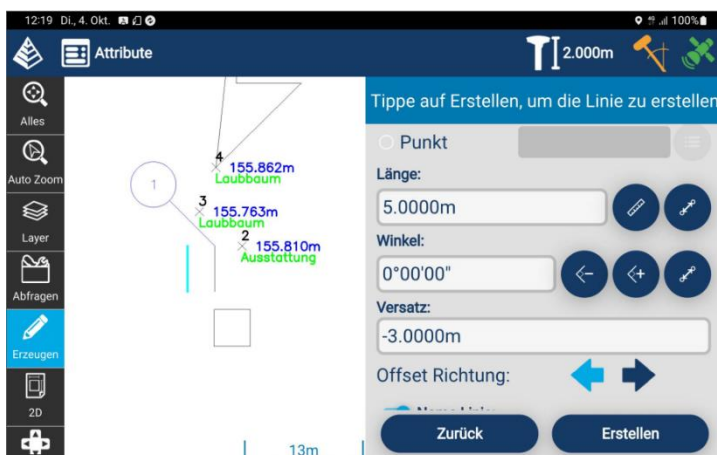 12:19 Di., 4. Okt. 100%
Attribute
2.000m
Alles
Auto Zoom
Layer
Abfragen
Erzeugen
2D
1
4
155.862m
Laubbaum
3
155.763m
Laubbaum
2
155.810m
Ausstattung
13m
Tippe auf Erstellen, um die Linie zu erstellen
Punkt
Länge:
5.0000m
Winkel:
0°00'00"
Versatz:
-3.0000m
Offset Richtung:
Zurück
Erstellen